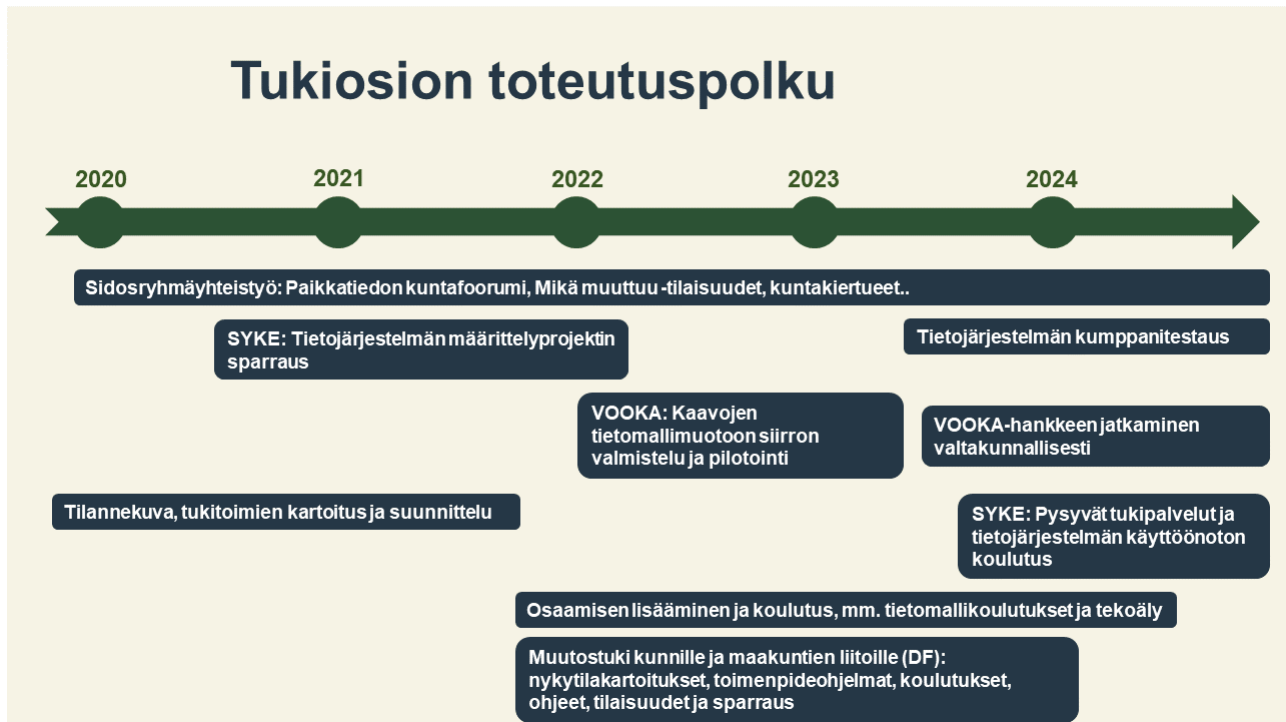 Tukiosion toteutuspolku
2020
2021
2022
2023
2024
Sidosryhmäyhteistyö: Paikkatiedon kuntafoorumi, Mikä muuttuu -tilaisuudet, kuntakiertueet..
SYKE: Tietojärjestelmän määrittelyprojektin
sparraus
Tietojärjestelmän kumppanitestaus
VOOKA: Kaavojen
tietomallimuotoon siirron
valmistelu ja pilotointi
VOOKA-hankkeen jatkaminen
valtakunnallisesti
Tilannekuva, tukitoimien kartoitus ja suunnittelu
SYKE: Pysyvät tukipalvelut ja
tietojärjestelmän käyttöönoton
koulutus
Osaamisen lisääminen ja koulutus, mm. tietomallikoulutukset ja tekoäly
Muutostuki kunnille ja maakuntien liitoille (DF):
nykytilakartoitukset, toimenpideohjelmat, koulutukset,
ohjeet, tilaisuudet ja sparraus